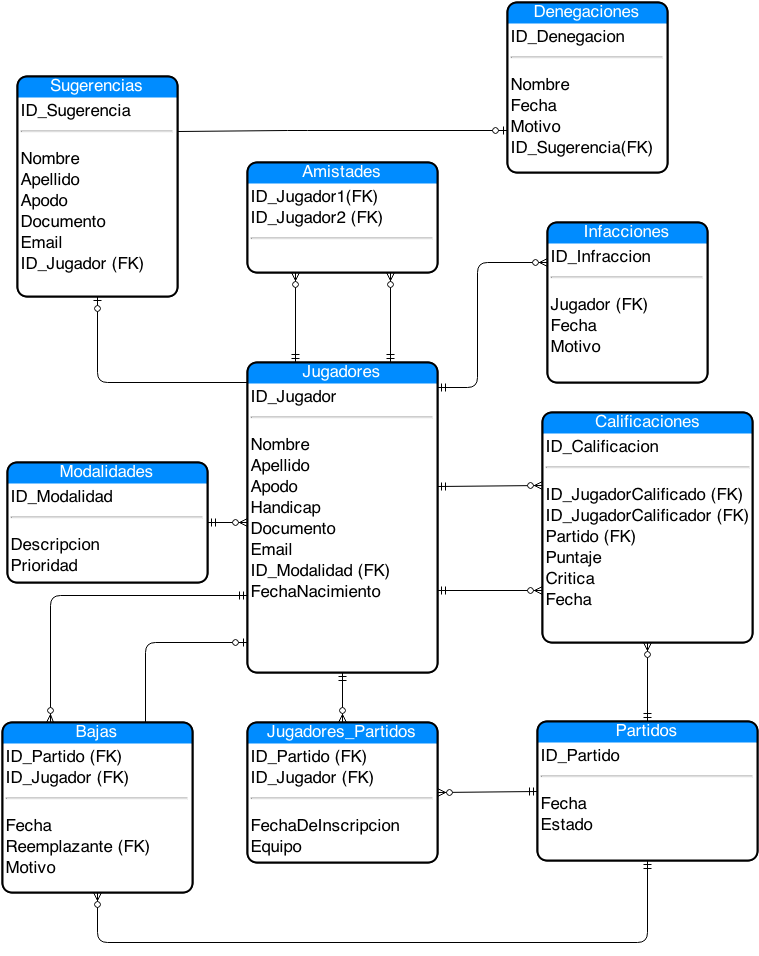 Denegaciones
ID_Denegacion
Nombre
Fecha
Motivo
ID_Sugerencia(FK)
Sugerencias
ID_Sugerencia
Nombre
Apellido
Apodo
Documento
Email
ID_Jugador (FK)
Amistades
ID_Jugador1(FK)
ID_Jugador2 (FK)
Infacciones
ID_Infraccion
Jugador (FK)
Fecha
Motivo
Jugadores
ID_Jugador
Nombre
Apellido
Apodo
Handicap
Documento
Email
ID_Modalidad (FK)
FechaNacimiento
Calificaciones
ID_Calificacion
ID_JugadorCalificado (FK)
ID_JugadorCalificador (FK)
Partido (FK)
Puntaje
Critica
Fecha
Modalidades
ID_Modalidad
Descripcion
Prioridad
Bajas
ID_Partido (FK)
ID_Jugador (FK)
Fecha
Reemplazante (FK)
Motivo
Jugadores_Partidos
ID_Partido (FK)
ID_Jugador (FK)
FechaDeInscripcion
Equipo
Partidos
ID_Partido
Fecha
Estado